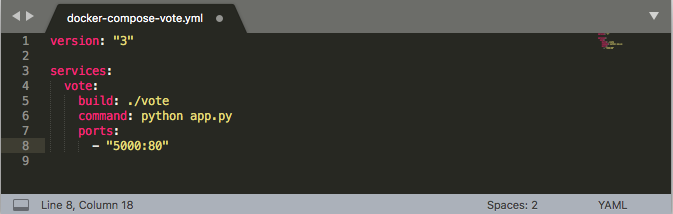 docker-compose-vote.yml
1 version: "3"
2
3 services:
4   vote:
5     build: ./vote
6     command: python app.py
7     ports:
8       - "5000:80"
9
Line 8, Column 18 Spaces: 2 YAML